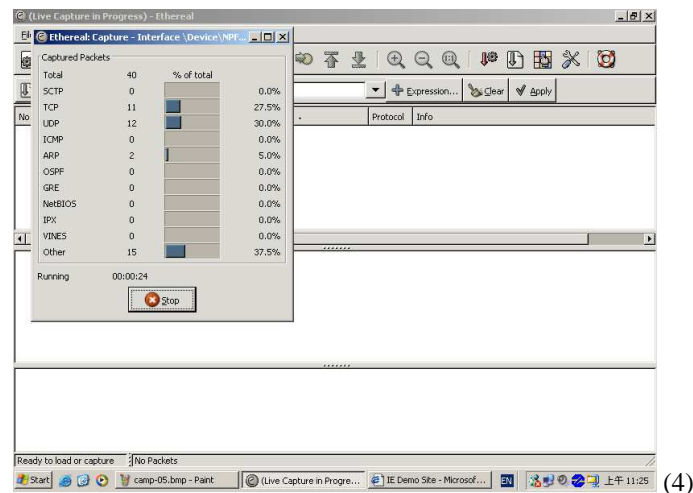 (Live Capture in Progress) - Ethereal
Ethereal: Capture - Interface \Device\NPF...
Captured Packets
Total 40 % of total
SCTP 0 0.0%
TCP 11 27.5%
UDP 12 30.0%
ICMP 0 0.0%
ARP 2 5.0%
OSPF 0 0.0%
GRE 0 0.0%
NetBIOS 0 0.0%
IPX 0 0.0%
VINES 0 0.0%
Other 15 37.5%
Running 00:00:24
Stop
Expression... Clear Apply
No Protocol Info
Ready to load or capture No Packets
Start camp-05.bmp - Paint (Live Capture in Progre... IE Demo Site - Microsof... EN 上午 11:25
(4)